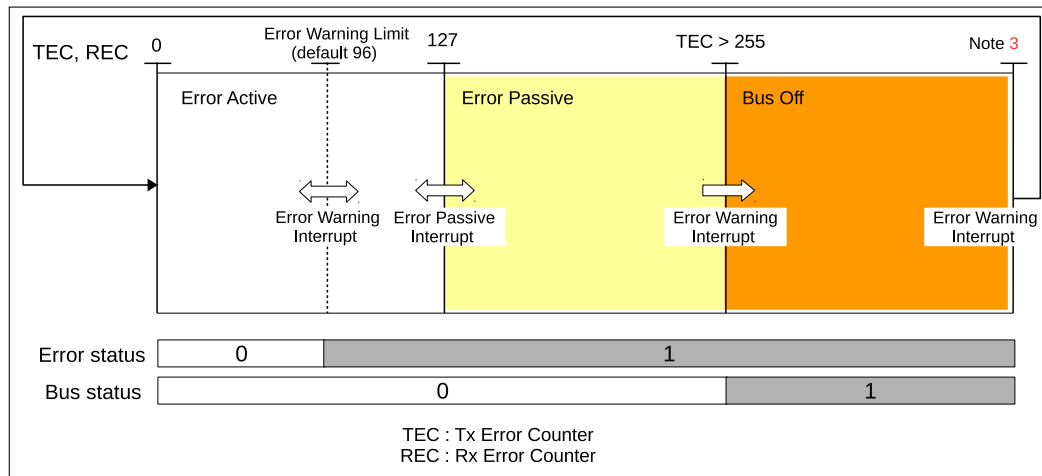 TEC, REC
0
Error Warning Limit
(default 96)
127
TEC > 255
Note 3
Error Active
Error Passive
Bus Off
Error Warning
Interrupt
Error Passive
Interrupt
Error Warning
Interrupt
Error Warning
Interrupt
Error status
0
1
Bus status
0
1
TEC : Tx Error Counter
REC : Rx Error Counter